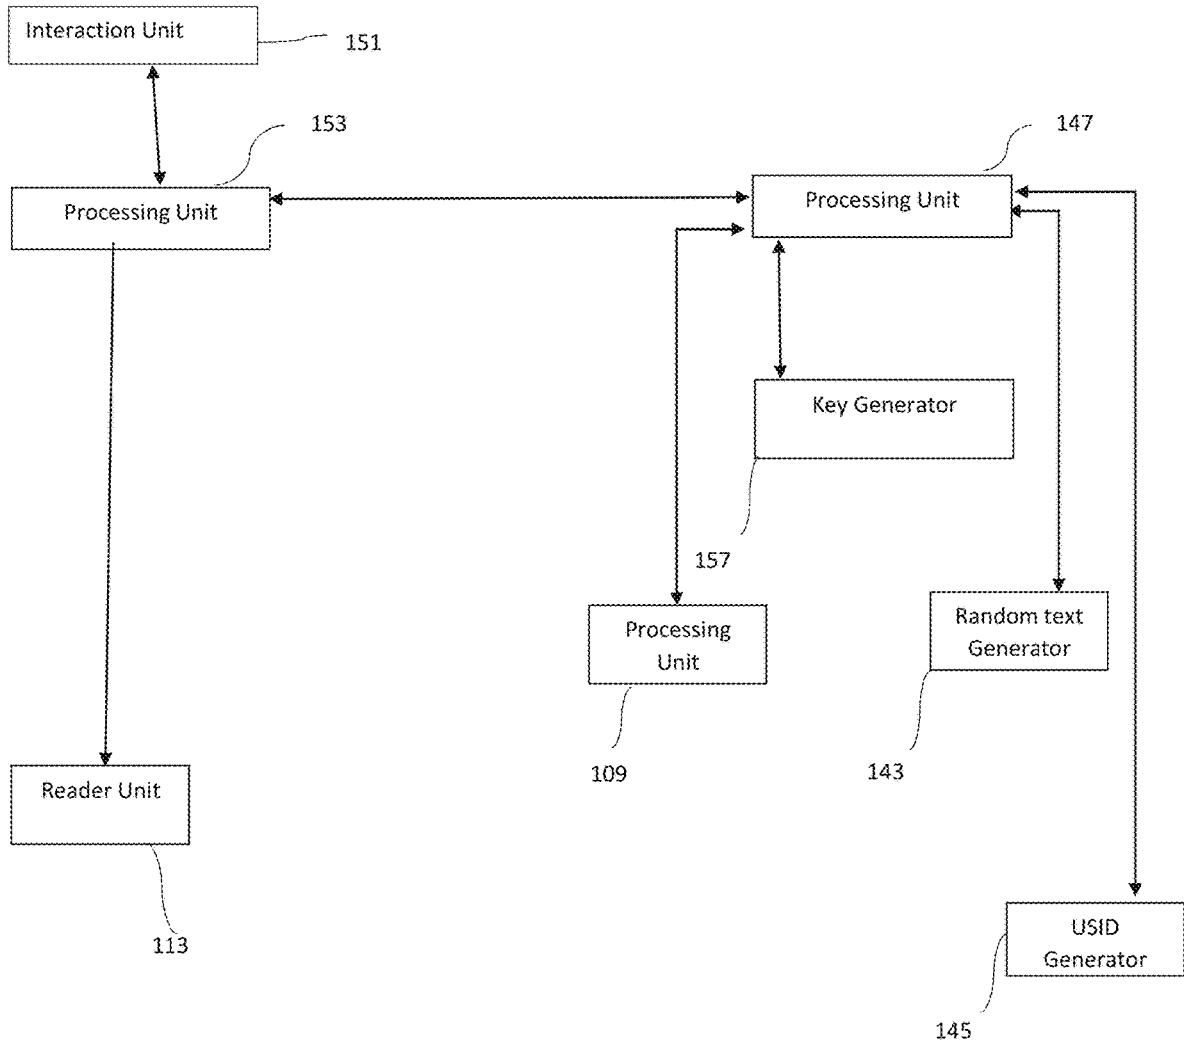 Interaction Unit
151
153
147
Processing Unit
Processing Unit
Key Generator
157
Random text
Generator
Processing
Unit
109
143
Reader Unit
113
USID
Generator
145